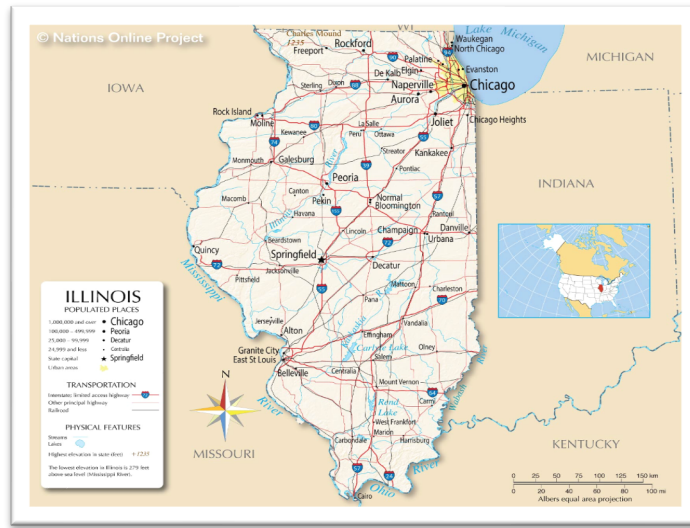 © Nations Online Project
WI
Lake Michigan
MICHIGAN
IOWA
INDIANA
MISSOURI
KENTUCKY
Charles Mound
1235
Freeport
Rockford
Waukegan
North Chicago
Palatine
Evanston
De Kalb
Elgin
Chicago
Sterling
Dixon
Naperville
Aurora
Rock Island
Moline
Joliet
Chicago Heights
Kewanee
La Salle
Peru
Ottawa
Streator
Kankakee
Monmouth
Galesburg
Pontiac
Peoria
Macomb
Canton
Pekin
Normal
Bloomington
Havana
Rantoul
Illinois
River
Lincoln
Champaign
Danville
Urbana
Beardstown
Quincy
Springfield
Decatur
Jacksonville
Pittsfield
Mississippi
River
Mattoon
Charleston
Pana
Jerseyville
Vandalia
Alton
Effingham
Granite City
East St Louis
Carlyle Lake
Olney
Salem
Belleville
Centralia
Mount Vernon
Wabash
River
Rend
Lake
Carmi
West Frankfort
Marion
Carbondale
Harrisburg
Ohio
River
Cairo
ILLINOIS
POPULATED PLACES
1,000,000 and over
Chicago
100,000 - 499,999
Peoria
25,000 - 99,999
Decatur
24,999 and less
State capital
Springfield
Urban areas
TRANSPORTATION
Interstate; limited access highway
Other principal highway
Railroad
PHYSICAL FEATURES
Streams
Lakes
Highest elevation in state (feet)
+1235
The lowest elevation in Illinois is 279 feet
above sea level (Mississippi River).
N
0 25 50 75 100 125 150 km
0 20 40 60 80 100 mi
Albers equal area projection